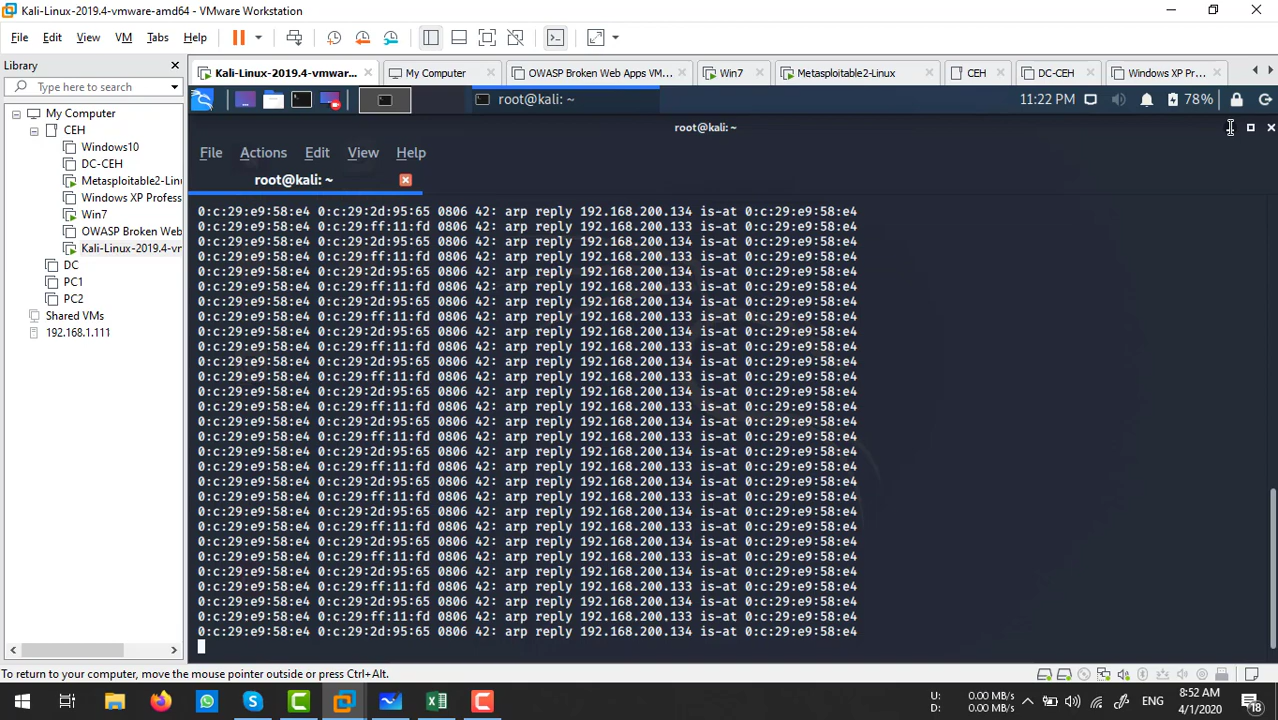 Kali-Linux-2019.4-vmware-amd64 - VMware Workstation
File Edit View VM Tabs Help
Library
Type here to search
My Computer
CEH
Windows10
DC-CEH
Metasploitable2-Linu
Windows XP Profess
Win7
OWASP Broken Web
Kali-Linux-2019.4-vr
DC
PC1
PC2
Shared VMs
192.168.1.111
Kali-Linux-2019.4-vmwar... My Computer OWASP Broken Web Apps VM... Win7 Metasploitable2-Linux CEH DC-CEH Windows XP Pr...
root@kali: ~ 11:22 PM 78%
root@kali: ~
File Actions Edit View Help
root@kali: ~
0:c:29:e9:58:e4 0:c:29:2d:95:65 0806 42: arp reply 192.168.200.134 is-at 0:c:29:e9:58:e4
0:c:29:e9:58:e4 0:c:29:ff:11:fd 0806 42: arp reply 192.168.200.133 is-at 0:c:29:e9:58:e4
0:c:29:e9:58:e4 0:c:29:2d:95:65 0806 42: arp reply 192.168.200.134 is-at 0:c:29:e9:58:e4
0:c:29:e9:58:e4 0:c:29:ff:11:fd 0806 42: arp reply 192.168.200.133 is-at 0:c:29:e9:58:e4
0:c:29:e9:58:e4 0:c:29:2d:95:65 0806 42: arp reply 192.168.200.134 is-at 0:c:29:e9:58:e4
0:c:29:e9:58:e4 0:c:29:ff:11:fd 0806 42: arp reply 192.168.200.133 is-at 0:c:29:e9:58:e4
0:c:29:e9:58:e4 0:c:29:2d:95:65 0806 42: arp reply 192.168.200.134 is-at 0:c:29:e9:58:e4
0:c:29:e9:58:e4 0:c:29:ff:11:fd 0806 42: arp reply 192.168.200.133 is-at 0:c:29:e9:58:e4
0:c:29:e9:58:e4 0:c:29:2d:95:65 0806 42: arp reply 192.168.200.134 is-at 0:c:29:e9:58:e4
0:c:29:e9:58:e4 0:c:29:ff:11:fd 0806 42: arp reply 192.168.200.133 is-at 0:c:29:e9:58:e4
0:c:29:e9:58:e4 0:c:29:2d:95:65 0806 42: arp reply 192.168.200.134 is-at 0:c:29:e9:58:e4
0:c:29:e9:58:e4 0:c:29:ff:11:fd 0806 42: arp reply 192.168.200.133 is-at 0:c:29:e9:58:e4
0:c:29:e9:58:e4 0:c:29:2d:95:65 0806 42: arp reply 192.168.200.134 is-at 0:c:29:e9:58:e4
0:c:29:e9:58:e4 0:c:29:ff:11:fd 0806 42: arp reply 192.168.200.133 is-at 0:c:29:e9:58:e4
0:c:29:e9:58:e4 0:c:29:2d:95:65 0806 42: arp reply 192.168.200.134 is-at 0:c:29:e9:58:e4
0:c:29:e9:58:e4 0:c:29:ff:11:fd 0806 42: arp reply 192.168.200.133 is-at 0:c:29:e9:58:e4
0:c:29:e9:58:e4 0:c:29:2d:95:65 0806 42: arp reply 192.168.200.134 is-at 0:c:29:e9:58:e4
0:c:29:e9:58:e4 0:c:29:ff:11:fd 0806 42: arp reply 192.168.200.133 is-at 0:c:29:e9:58:e4
0:c:29:e9:58:e4 0:c:29:2d:95:65 0806 42: arp reply 192.168.200.134 is-at 0:c:29:e9:58:e4
0:c:29:e9:58:e4 0:c:29:ff:11:fd 0806 42: arp reply 192.168.200.133 is-at 0:c:29:e9:58:e4
0:c:29:e9:58:e4 0:c:29:2d:95:65 0806 42: arp reply 192.168.200.134 is-at 0:c:29:e9:58:e4
0:c:29:e9:58:e4 0:c:29:ff:11:fd 0806 42: arp reply 192.168.200.133 is-at 0:c:29:e9:58:e4
0:c:29:e9:58:e4 0:c:29:2d:95:65 0806 42: arp reply 192.168.200.134 is-at 0:c:29:e9:58:e4
0:c:29:e9:58:e4 0:c:29:ff:11:fd 0806 42: arp reply 192.168.200.133 is-at 0:c:29:e9:58:e4
0:c:29:e9:58:e4 0:c:29:2d:95:65 0806 42: arp reply 192.168.200.134 is-at 0:c:29:e9:58:e4
0:c:29:e9:58:e4 0:c:29:ff:11:fd 0806 42: arp reply 192.168.200.133 is-at 0:c:29:e9:58:e4
0:c:29:e9:58:e4 0:c:29:2d:95:65 0806 42: arp reply 192.168.200.134 is-at 0:c:29:e9:58:e4
0:c:29:e9:58:e4 0:c:29:ff:11:fd 0806 42: arp reply 192.168.200.133 is-at 0:c:29:e9:58:e4
0:c:29:e9:58:e4 0:c:29:2d:95:65 0806 42: arp reply 192.168.200.134 is-at 0:c:29:e9:58:e4
To return to your computer, move the mouse pointer outside or press Ctrl+Alt.
U: 0.00 MB/s
D: 0.00 MB/s
ENG
8:52 AM
4/1/2020
18